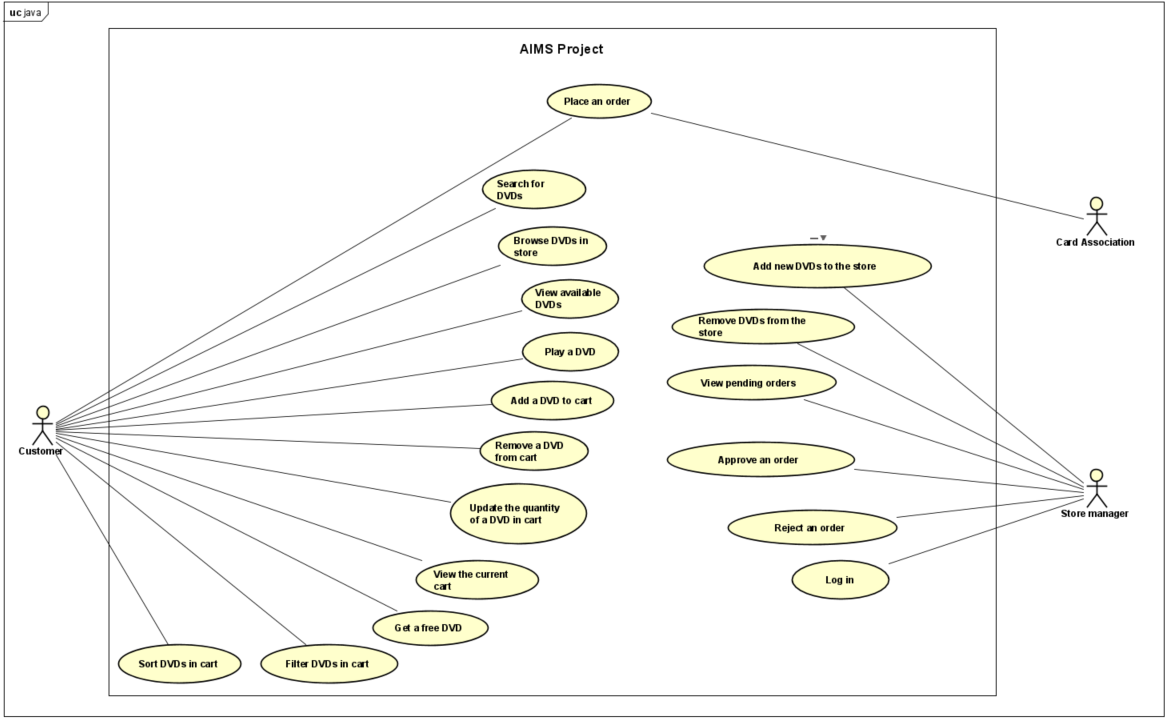 uc java
AIMS Project
Place an order
Search for
DVDs
Browse DVDs in
store
View available
DVDs
Play a DVD
Add a DVD to cart
Remove a DVD
from cart
Update the quantity
of a DVD in cart
View the current
cart
Get a free DVD
Sort DVDs in cart
Filter DVDs in cart
Customer
Add new DVDs to the store
Remove DVDs from the
store
View pending orders
Approve an order
Reject an order
Log in
Card Association
Store manager